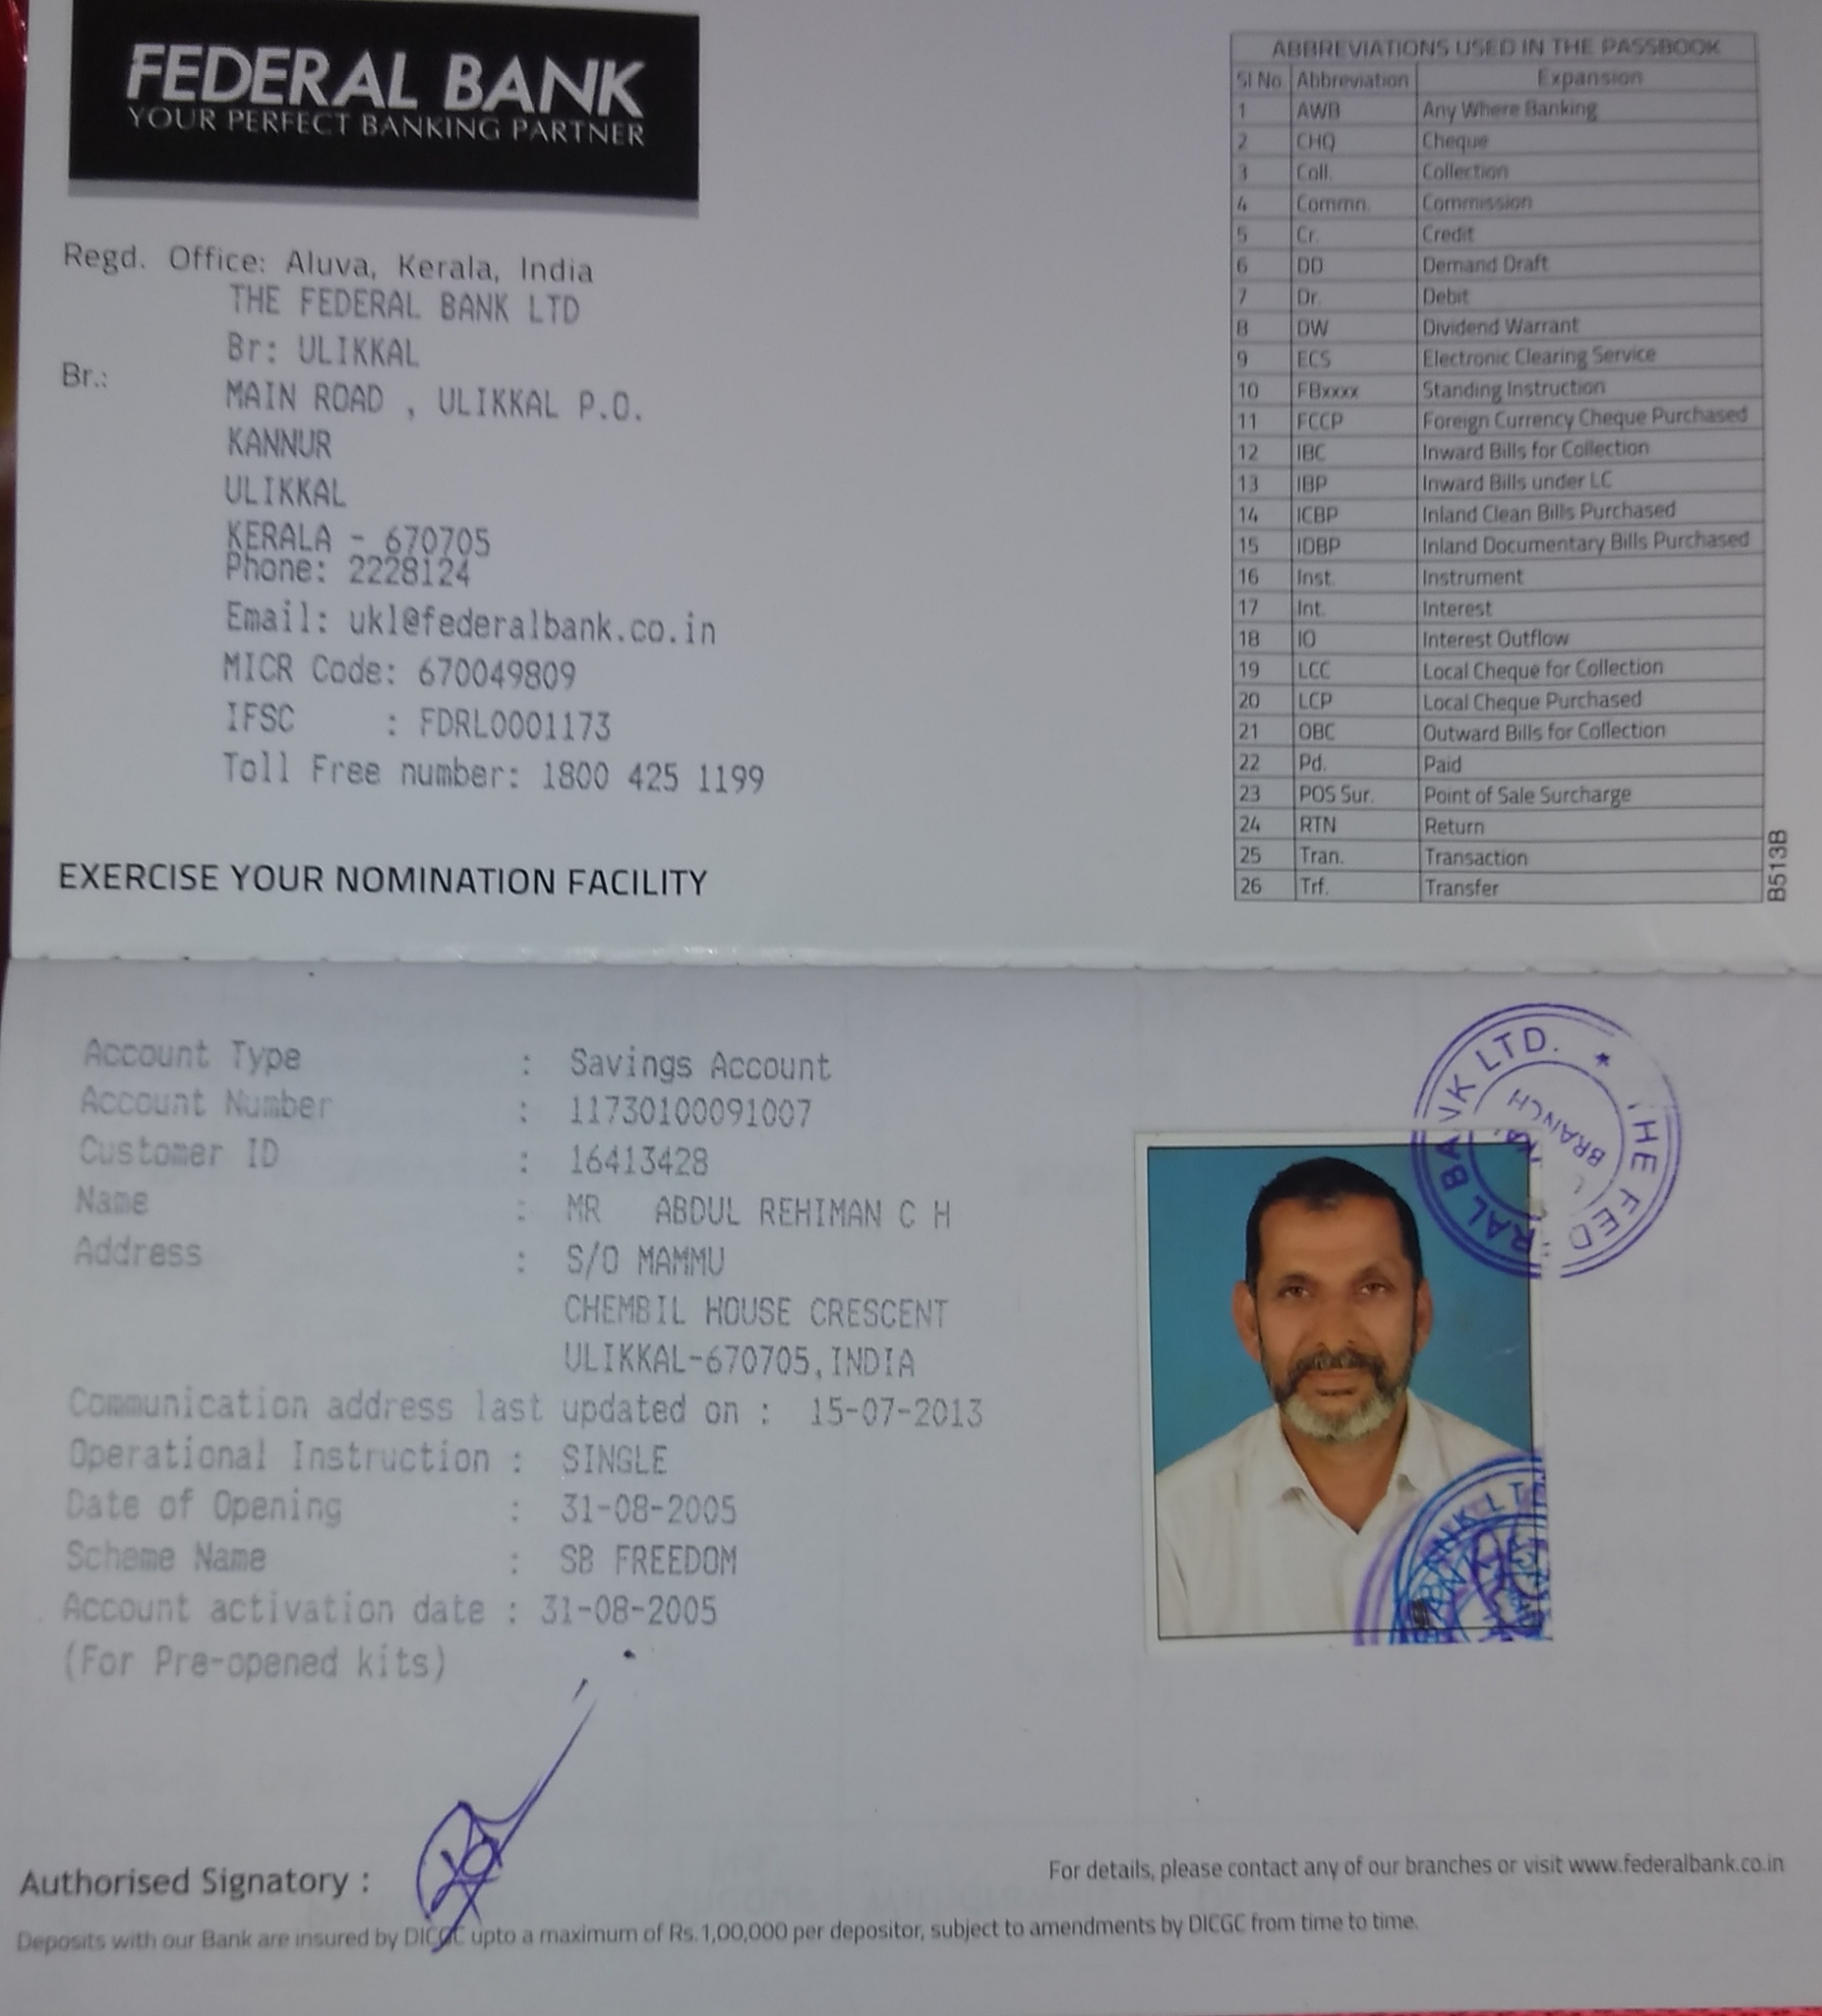 FEDERAL BANK
YOUR PERFECT BANKING PARTNER
Regd. Office: Aluva, Kerala, India
THE FEDERAL BANK LTD
Br.: Br: ULIKKAL
MAIN ROAD , ULIKKAL P.O.
KANNUR
ULIKKAL
KERALA - 670705
Phone: 2228124
Email: ukl@federalbank.co.in
MICR Code: 670049809
IFSC : FDRL0001173
Toll Free number: 1800 425 1199
EXERCISE YOUR NOMINATION FACILITY
ABBREVIATIONS USED IN THE PASSBOOK
Sl No Abbreviation Expansion
1 AWB Any Where Banking
2 CHQ Cheque
3 Coll. Collection
4 Commn. Commission
5 Cr. Credit
6 DD Demand Draft
7 Dr. Debit
8 DW Dividend Warrant
9 ECS Electronic Clearing Service
10 FBxxxx Standing Instruction
11 FCCP Foreign Currency Cheque Purchased
12 IBC Inward Bills for Collection
13 IBP Inward Bills under LC
14 ICBP Inland Clean Bills Purchased
15 IDBP Inland Documentary Bills Purchased
16 Inst. Instrument
17 Int. Interest
18 IO Interest Outflow
19 LCC Local Cheque for Collection
20 LCP Local Cheque Purchased
21 OBC Outward Bills for Collection
22 Pd. Paid
23 POS Sur. Point of Sale Surcharge
24 RTN Return
25 Tran. Transaction
26 Trf. Transfer
B513B
Account Type : Savings Account
Account Number : 11730100091007
Customer ID : 16413428
Name : MR ABDUL REHIMAN C H
Address : S/O MAMMU
CHEMBIL HOUSE CRESCENT
ULIKKAL-670705,INDIA
Communication address last updated on : 15-07-2013
Operational Instruction : SINGLE
Date of Opening : 31-08-2005
Scheme Name : SB FREEDOM
Account activation date : 31-08-2005
(For Pre-opened kits)
BANK LTD. ★
BRANCH
BANK LT
Authorised Signatory :
For details, please contact any of our branches or visit www.federalbank.co.in
Deposits with our Bank are insured by DICGC upto a maximum of Rs.1,00,000 per depositor, subject to amendments by DICGC from time to time.